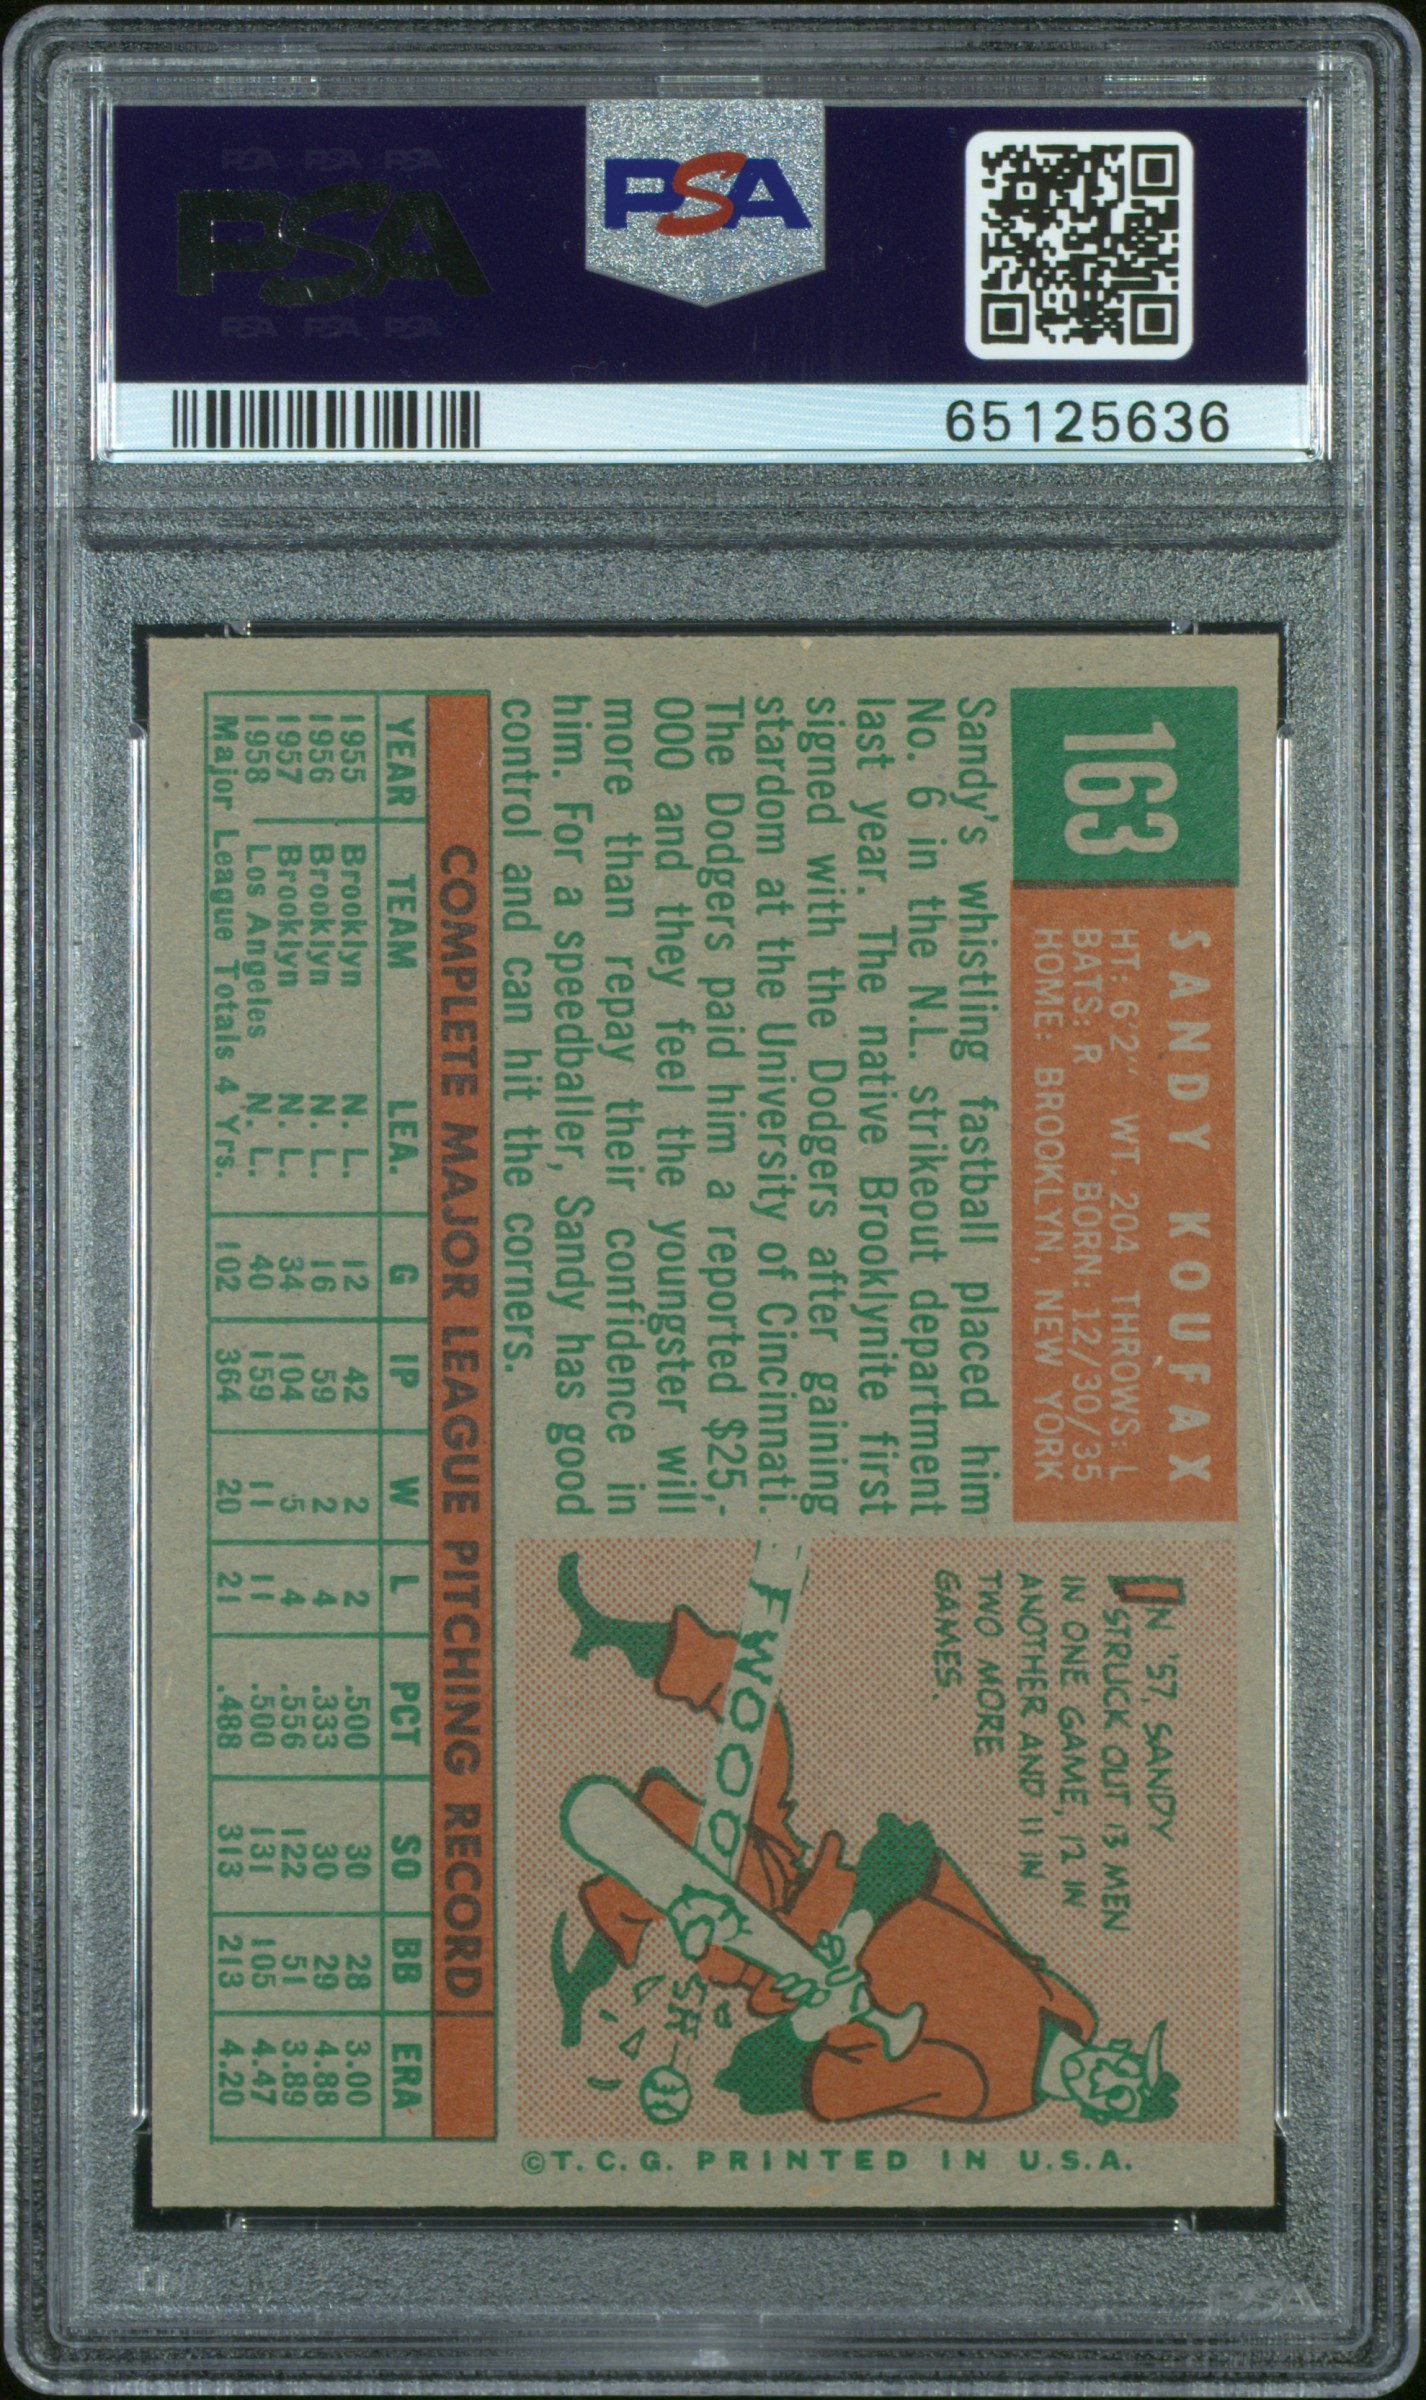 PSA PSA PSA
PSA
PSA PSA PSA
PSA
65125636
163
SANDY KOUFAX
HT: 6'2" WT. 204 THROWS: L
BATS: R BORN: 12/30/35
HOME: BROOKLYN, NEW YORK
Sandy's whistling fastball placed him
No. 6 in the N.L. strikeout department
last year. The native Brooklynite first
signed with the Dodgers after gaining
stardom at the University of Cincinnati.
The Dodgers paid him a reported $25,-
000 and they feel the youngster will
more than repay their confidence in
him. For a speedballer, Sandy has good
control and can hit the corners.
IN '57, SANDY
STRUCK OUT 13 MEN
IN ONE GAME, 12 IN
ANOTHER AND 11 IN
TWO MORE
GAMES.
FWOOO
COMPLETE MAJOR LEAGUE PITCHING RECORD
YEAR TEAM LEA. G IP W L PCT SO BB ERA
1955 Brooklyn N. L. 12 42 2 2 .500 30 28 3.00
1956 Brooklyn N. L. 16 59 2 4 .333 30 29 4.88
1957 Brooklyn N. L. 34 104 5 4 .556 122 51 3.89
1958 Los Angeles N. L. 40 159 11 11 .500 131 105 4.47
Major League Totals 4 Yrs. 102 364 20 21 .488 313 213 4.20
©T.C.G. PRINTED IN U.S.A.
PSA